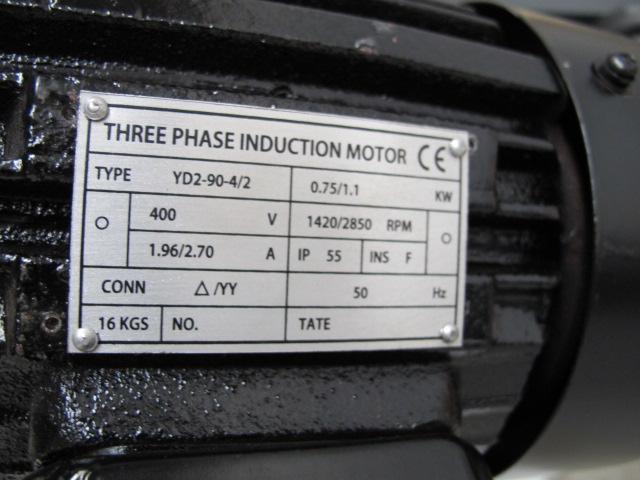 THREE PHASE INDUCTION MOTOR CE
TYPE YD2-90-4/2 0.75/1.1 KW
400 V 1420/2850 RPM
1.96/2.70 A IP 55 INS F
CONN △/YY 50 Hz
16 KGS NO. TATE